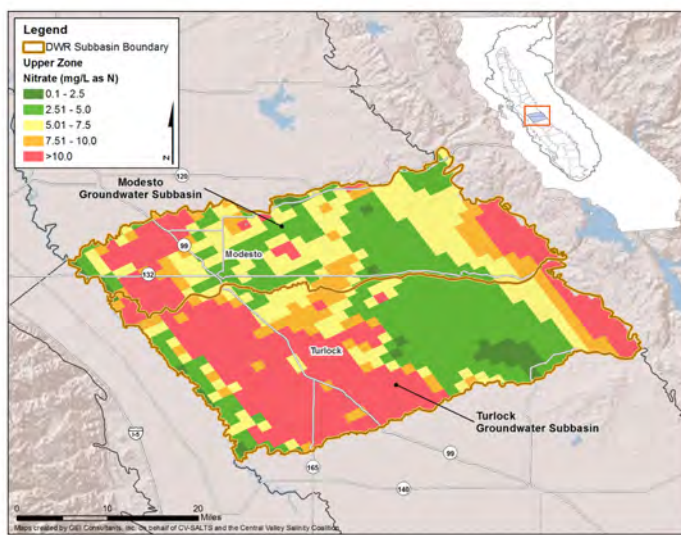 Legend
DWR Subbasin Boundary
Upper Zone
Nitrate (mg/L as N)
0.1 - 2.5
2.51 - 5.0
5.01 - 7.5
7.51 - 10.0
>10.0
N
120
Modesto
Groundwater Subbasin
99
Modesto
132
Turlock
Turlock
Groundwater Subbasin
I-5
99
165
140
0
5
10
20
Miles
Maps created by GEI Consultants, Inc. on behalf of CV-SALTS and the Central Valley Salinity Coalition